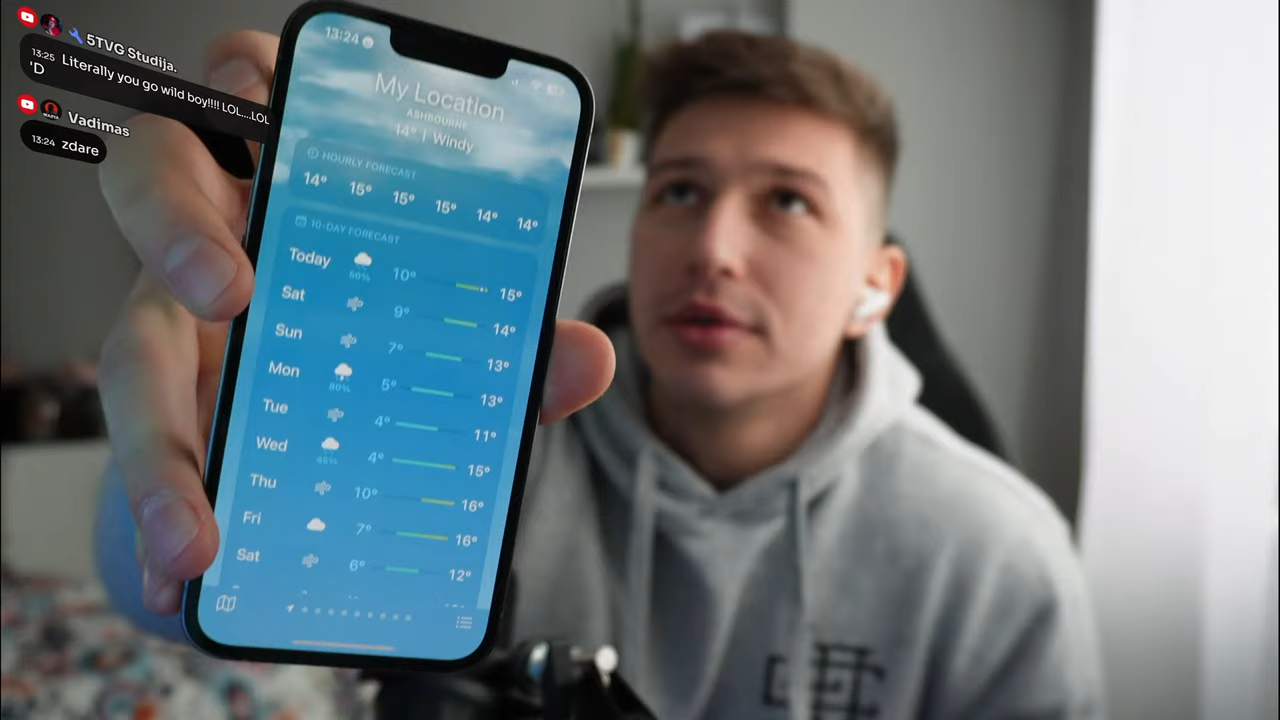 5TVG Studija.
13:25 Literally you go wild boy!!!! LOL....LOL
'D
Vadimas
13:24 zdare
13:24
My Location
ASHBOURNE
14° | Windy
HOURLY FORECAST
14° 15° 15° 15° 14° 14°
10-DAY FORECAST
Today 10° 15°
60%
Sat 9° 14°
Sun 7° 13°
Mon 5° 13°
80%
Tue 4° 11°
Wed 4° 15°
45%
Thu 10° 16°
Fri 7° 16°
Sat 6° 12°